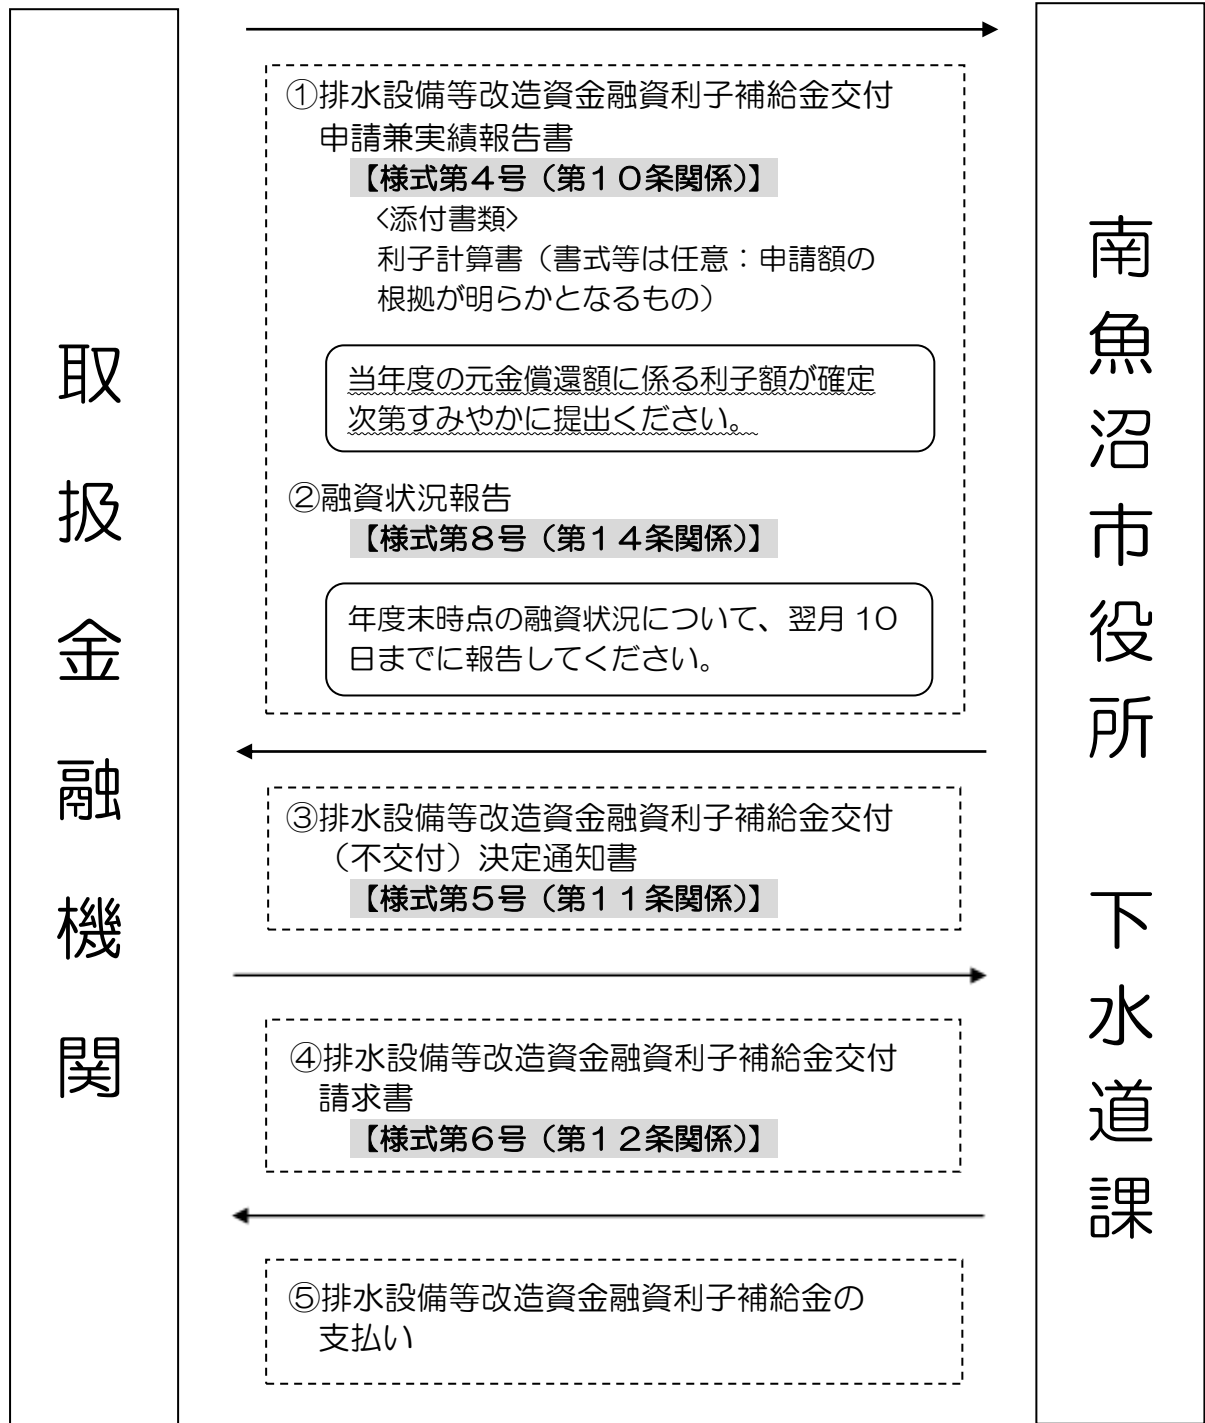 取扱金融機関
①排水設備等改造資金融資利子補給金交付
申請兼実績報告書
【様式第4号（第10条関係）】
<添付書類>
利子計算書（書式等は任意：申請額の
根拠が明らかとなるもの）
当年度の元金償還額に係る利子額が確定
次第すみやかに提出ください。
②融資状況報告
【様式第8号（第14条関係）】
年度末時点の融資状況について、翌月10
日までに報告してください。
③排水設備等改造資金融資利子補給金交付
（不交付）決定通知書
【様式第5号（第11条関係）】
④排水設備等改造資金融資利子補給金交付
請求書
【様式第6号（第12条関係）】
⑤排水設備等改造資金融資利子補給金の
支払い
南魚沼市役所　下水道課